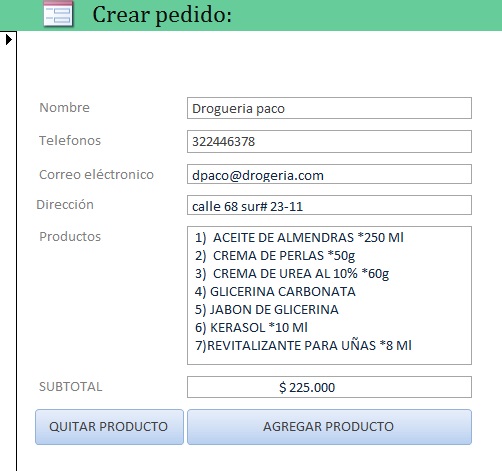 Crear pedido:
Nombre Drogueria paco
Telefonos 322446378
Correo eléctronico dpaco@drogeria.com
Dirección calle 68 sur# 23-11
Productos 1) ACEITE DE ALMENDRAS *250 Ml
2) CREMA DE PERLAS *50g
3) CREMA DE UREA AL 10% *60g
4) GLICERINA CARBONATA
5) JABON DE GLICERINA
6) KERASOL *10 Ml
7)REVITALIZANTE PARA UÑAS *8 Ml
SUBTOTAL $ 225.000
QUITAR PRODUCTO AGREGAR PRODUCTO